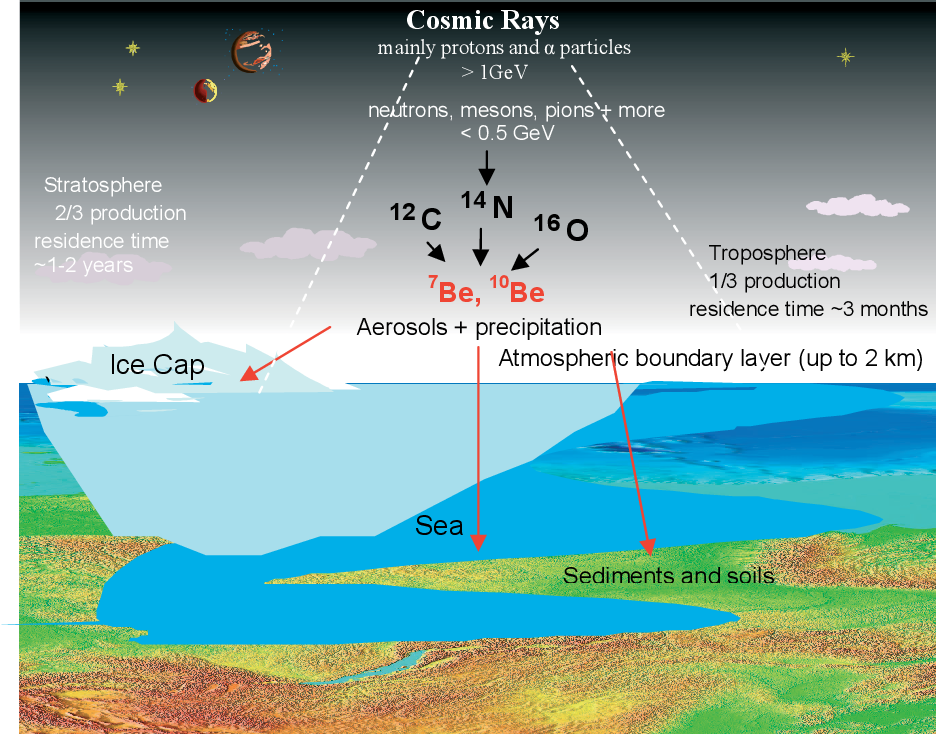 Cosmic Rays
mainly protons and α particles
> 1GeV
neutrons, mesons, pions + more
< 0.5 GeV
Stratosphere
2/3 production
residence time
~1-2 years
¹²C
¹⁴N
¹⁶O
Troposphere
1/3 production
residence time ~3 months
⁷Be, ¹⁰Be
Aerosols + precipitation
Atmospheric boundary layer (up to 2 km)
Ice Cap
Sea
Sediments and soils